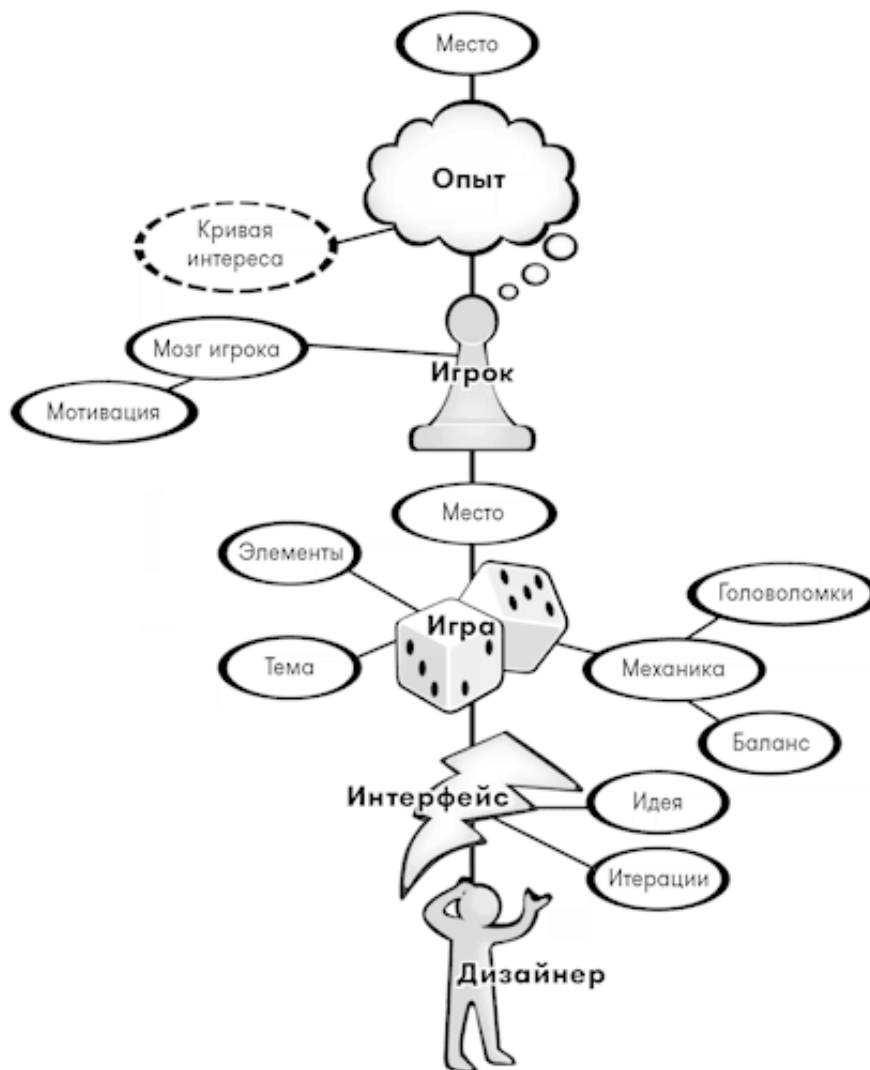 Место
Опыт
Кривая
интереса
Мозг игрока
Игрок
Мотивация
Место
Элементы
Головоломки
Игра
Тема
Механика
Баланс
Интерфейс
Идея
Итерации
Дизайнер